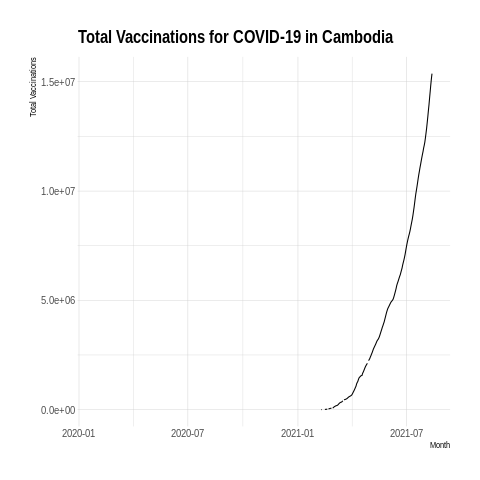 Total Vaccinations for COVID-19 in Cambodia
Total Vaccinations
1.5e+07
1.0e+07
5.0e+06
0.0e+00
2020-01 2020-07 2021-01 2021-07
Month